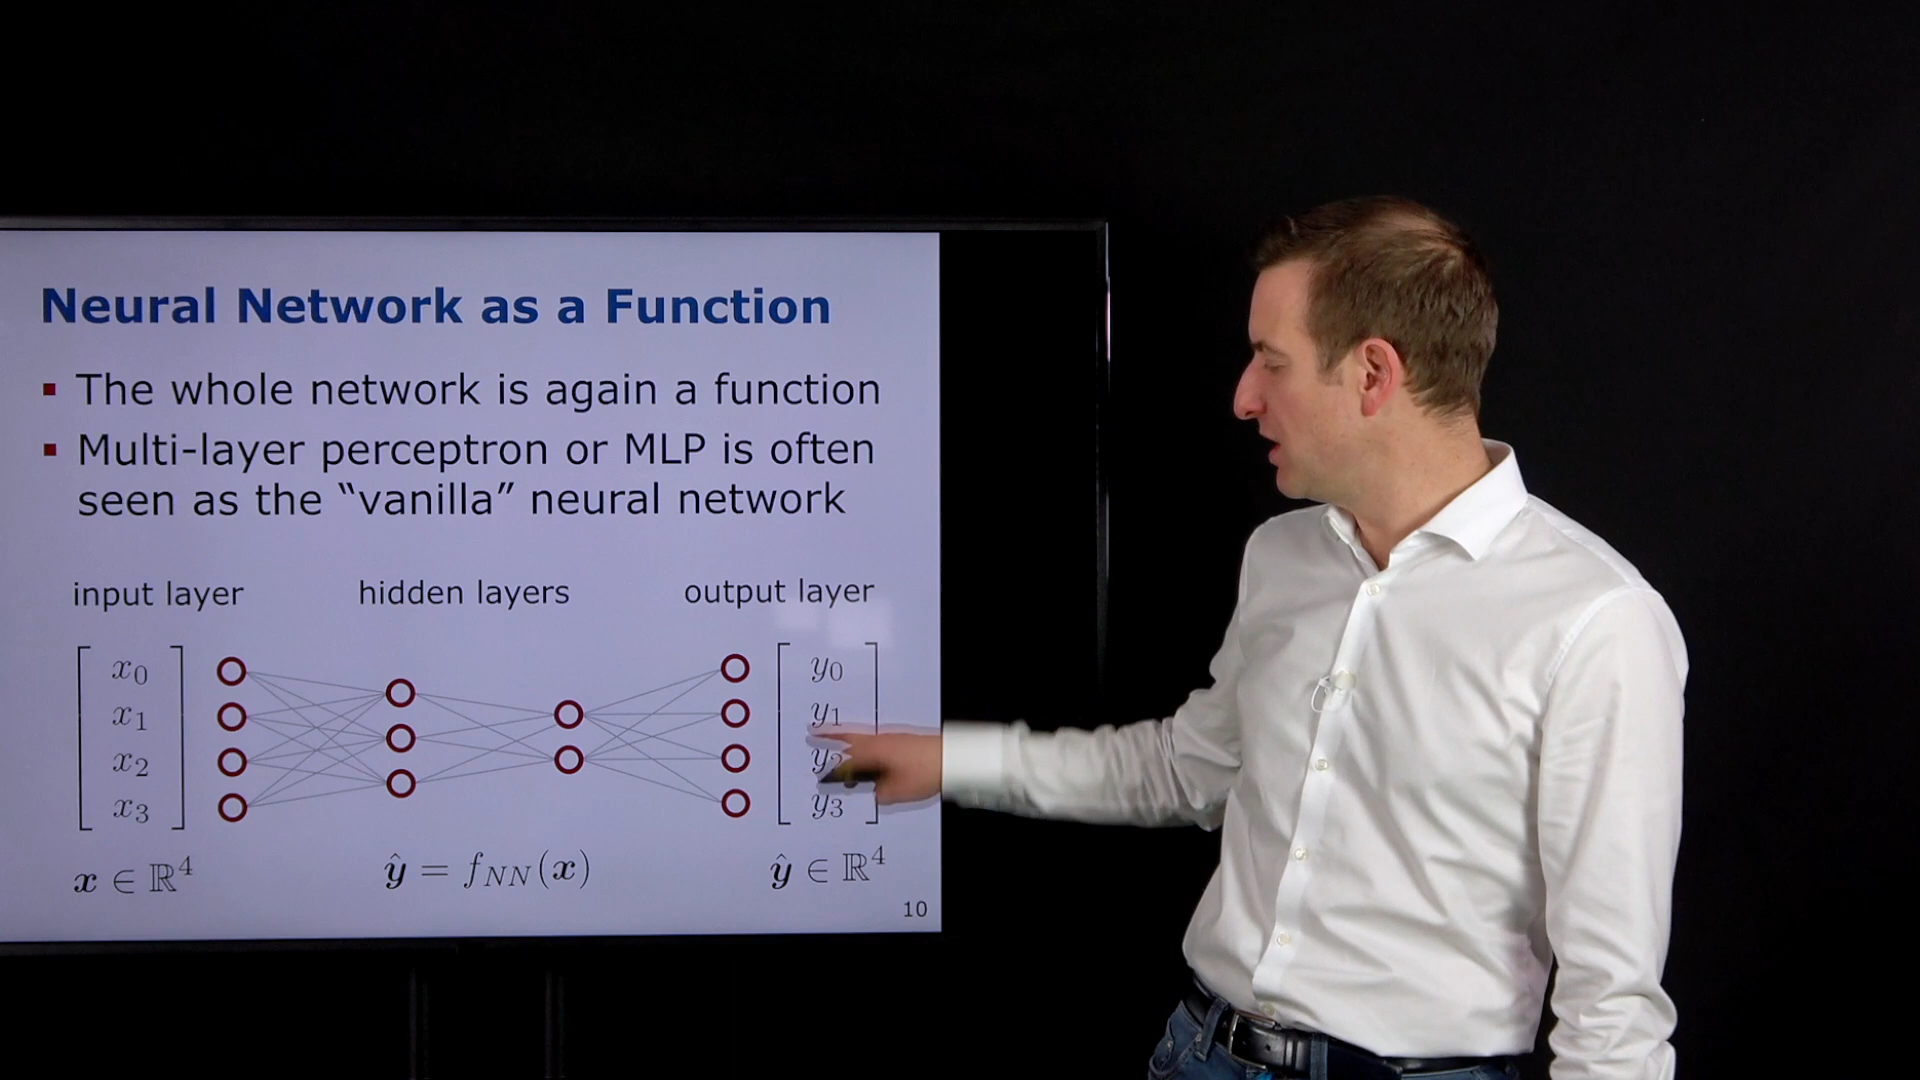 Neural Network as a Function
▪ The whole network is again a function
▪ Multi-layer perceptron or MLP is often
seen as the “vanilla” neural network
input layer hidden layers output layer
x₀ y₀
x₁ y₁
x₂ y₂
x₃ y₃
x ∈ ℝ⁴ ŷ = f_NN(x) ŷ ∈ ℝ⁴
10